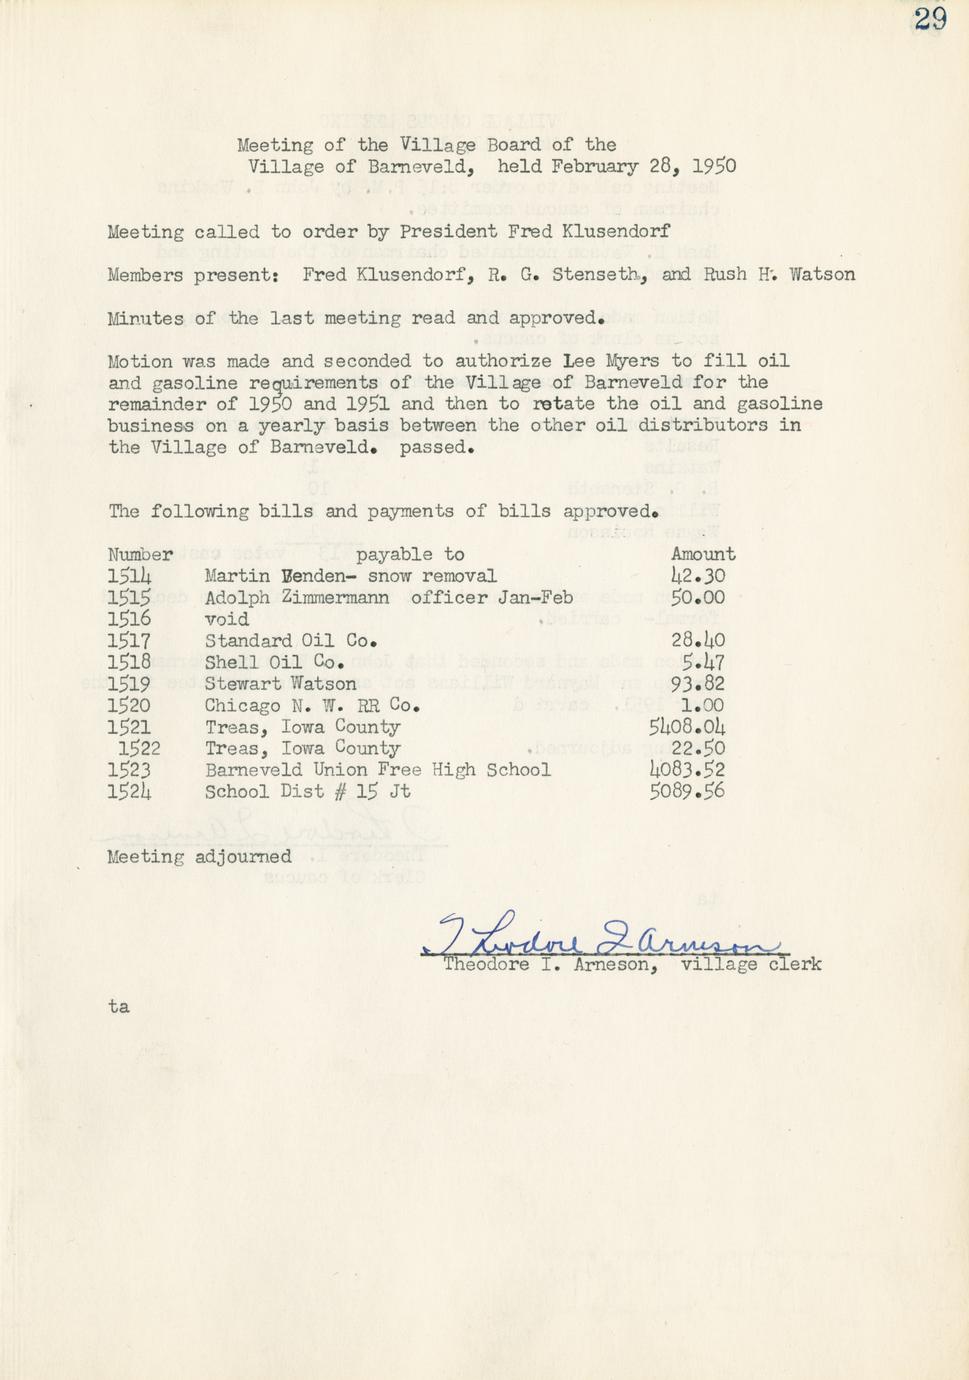 29
Meeting of the Village Board of the
Village of Barneveld, held February 28, 1950
Meeting called to order by President Fred Klusendorf
Members present: Fred Klusendorf, R. G. Stenseth, and Rush H. Watson
Minutes of the last meeting read and approved.
Motion was made and seconded to authorize Lee Myers to fill oil
and gasoline requirements of the Village of Barneveld for the
remainder of 1950 and 1951 and then to rotate the oil and gasoline
business on a yearly basis between the other oil distributors in
the Village of Barneveld. passed.
The following bills and payments of bills approved.
Number payable to Amount
1514 Martin Zenden- snow removal 42.30
1515 Adolph Zimmermann officer Jan-Feb 50.00
1516 void
1517 Standard Oil Co. 28.40
1518 Shell Oil Co. 5.47
1519 Stewart Watson 93.82
1520 Chicago N. W. RR Co. 1.00
1521 Treas, Iowa County 5408.04
1522 Treas, Iowa County 22.50
1523 Barneveld Union Free High School 4083.52
1524 School Dist # 15 Jt 5089.56
Meeting adjourned
Theodore I Arneson
Theodore I. Arneson, village clerk
ta